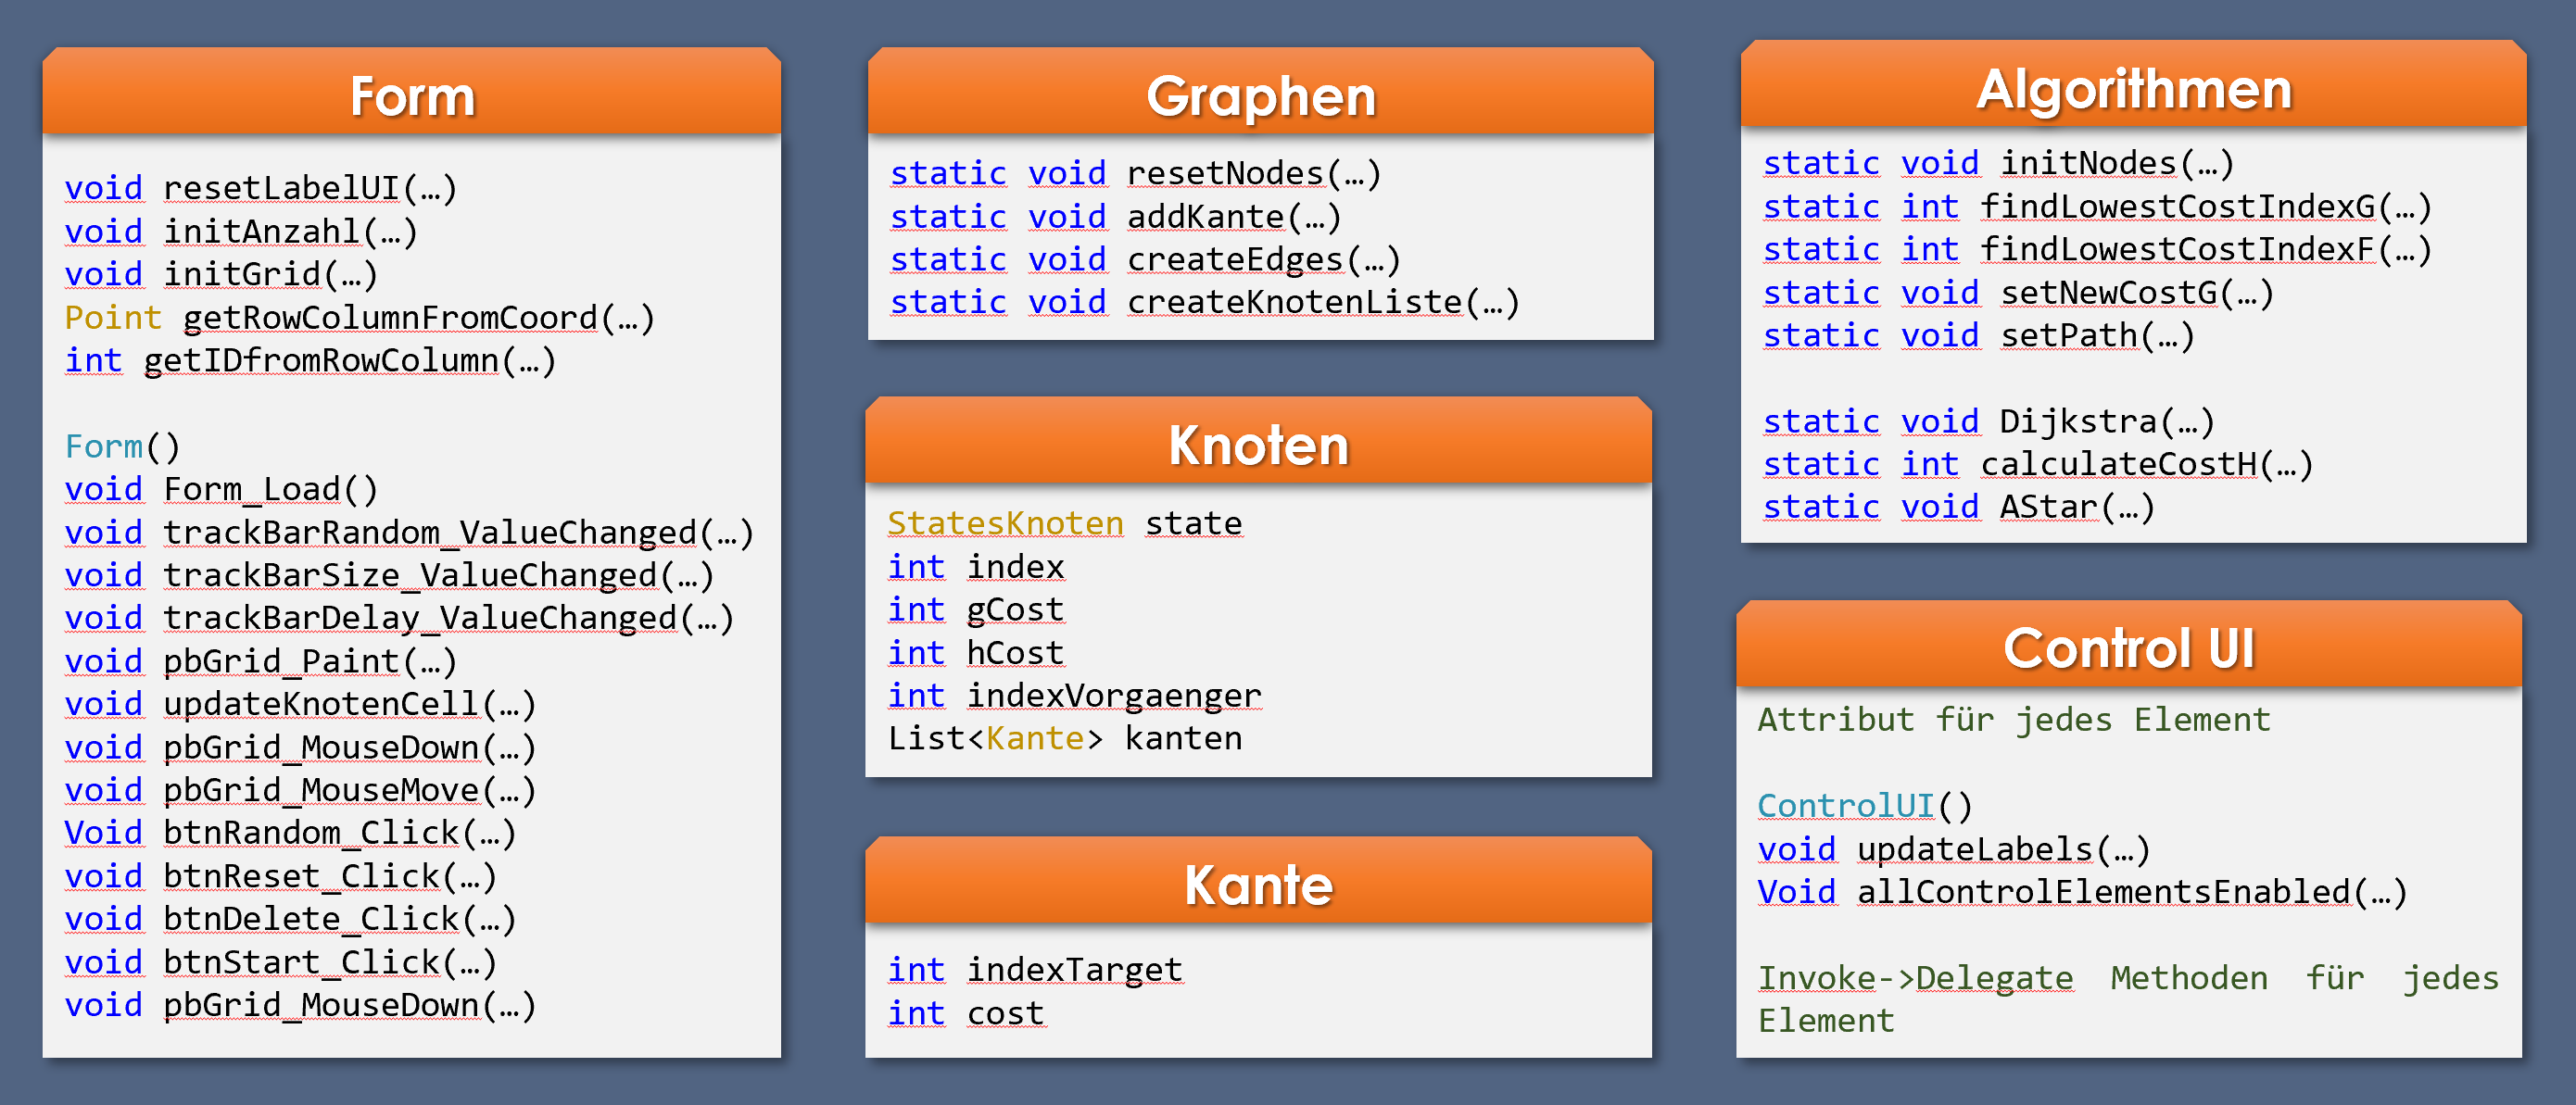 Form
void resetLabelUI(…)
void initAnzahl(…)
void initGrid(…)
Point getRowColumnFromCoord(…)
int getIDfromRowColumn(…)
Form()
void Form_Load()
void trackBarRandom_ValueChanged(…)
void trackBarSize_ValueChanged(…)
void trackBarDelay_ValueChanged(…)
void pbGrid_Paint(…)
void updateKnotenCell(…)
void pbGrid_MouseDown(…)
void pbGrid_MouseMove(…)
Void btnRandom_Click(…)
void btnReset_Click(…)
void btnDelete_Click(…)
void btnStart_Click(…)
void pbGrid_MouseDown(…)
Graphen
static void resetNodes(…)
static void addKante(…)
static void createEdges(…)
static void createKnotenListe(…)
Knoten
StatesKnoten state
int index
int gCost
int hCost
int indexVorgaenger
List<Kante> kanten
Kante
int indexTarget
int cost
Algorithmen
static void initNodes(…)
static int findLowestCostIndexG(…)
static int findLowestCostIndexF(…)
static void setNewCostG(…)
static void setPath(…)
static void Dijkstra(…)
static int calculateCostH(…)
static void AStar(…)
Control UI
Attribut für jedes Element
ControlUI()
void updateLabels(…)
Void allControlElementsEnabled(…)
Invoke->Delegate Methoden für jedes
Element